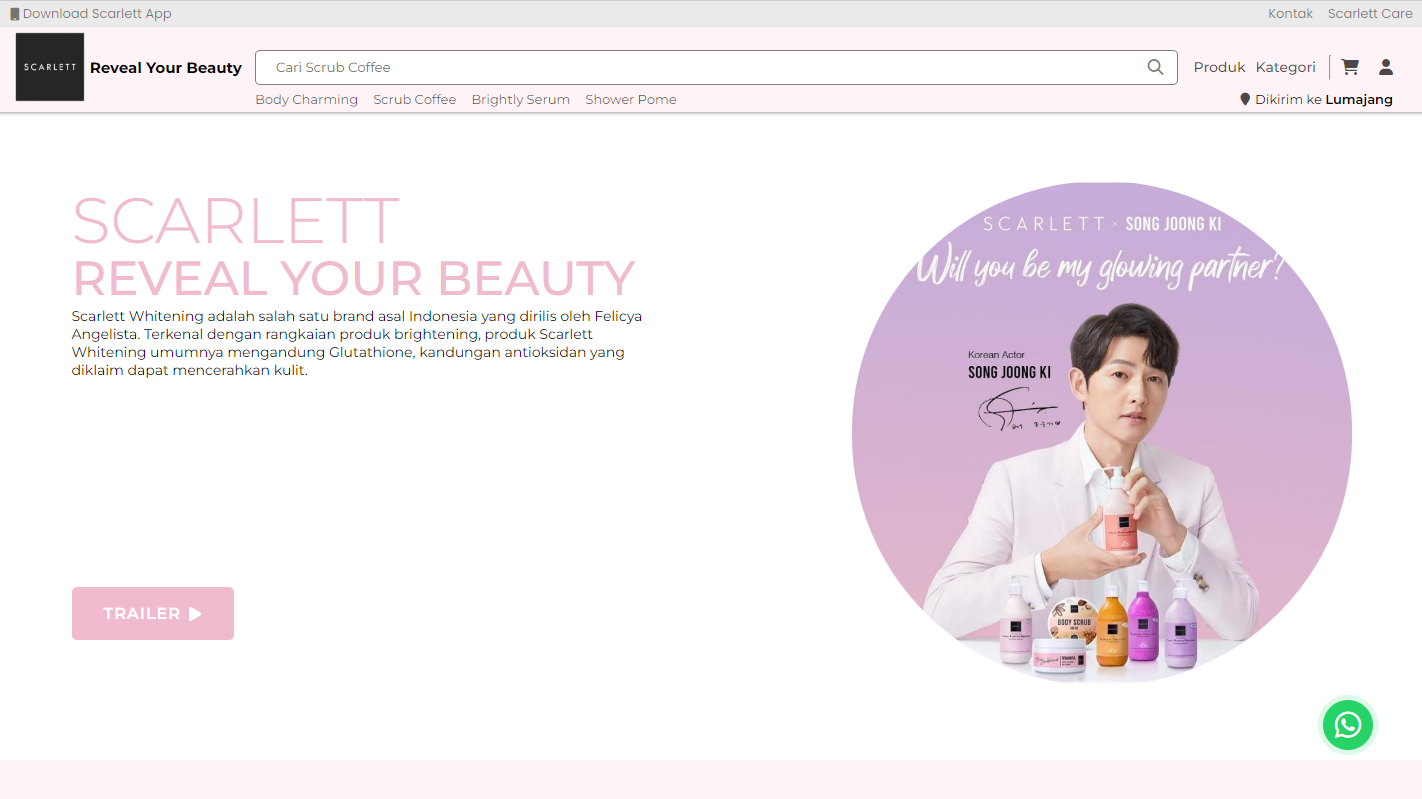 Download Scarlett App
Kontak
Scarlett Care
SCARLETT
Reveal Your Beauty
Cari Scrub Coffee
Produk
Kategori
Body Charming
Scrub Coffee
Brightly Serum
Shower Pome
Dikirim ke Lumajang
SCARLETT
REVEAL YOUR BEAUTY
Scarlett Whitening adalah salah satu brand asal Indonesia yang dirilis oleh Felicya
Angelista. Terkenal dengan rangkaian produk brightening, produk Scarlett
Whitening umumnya mengandung Glutathione, kandungan antioksidan yang
diklaim dapat mencerahkan kulit.
TRAILER
SCARLETT × SONG JOONG KI
Will you be my glowing partner?
Korean Actor
SONG JOONG KI
BODY SCRUB